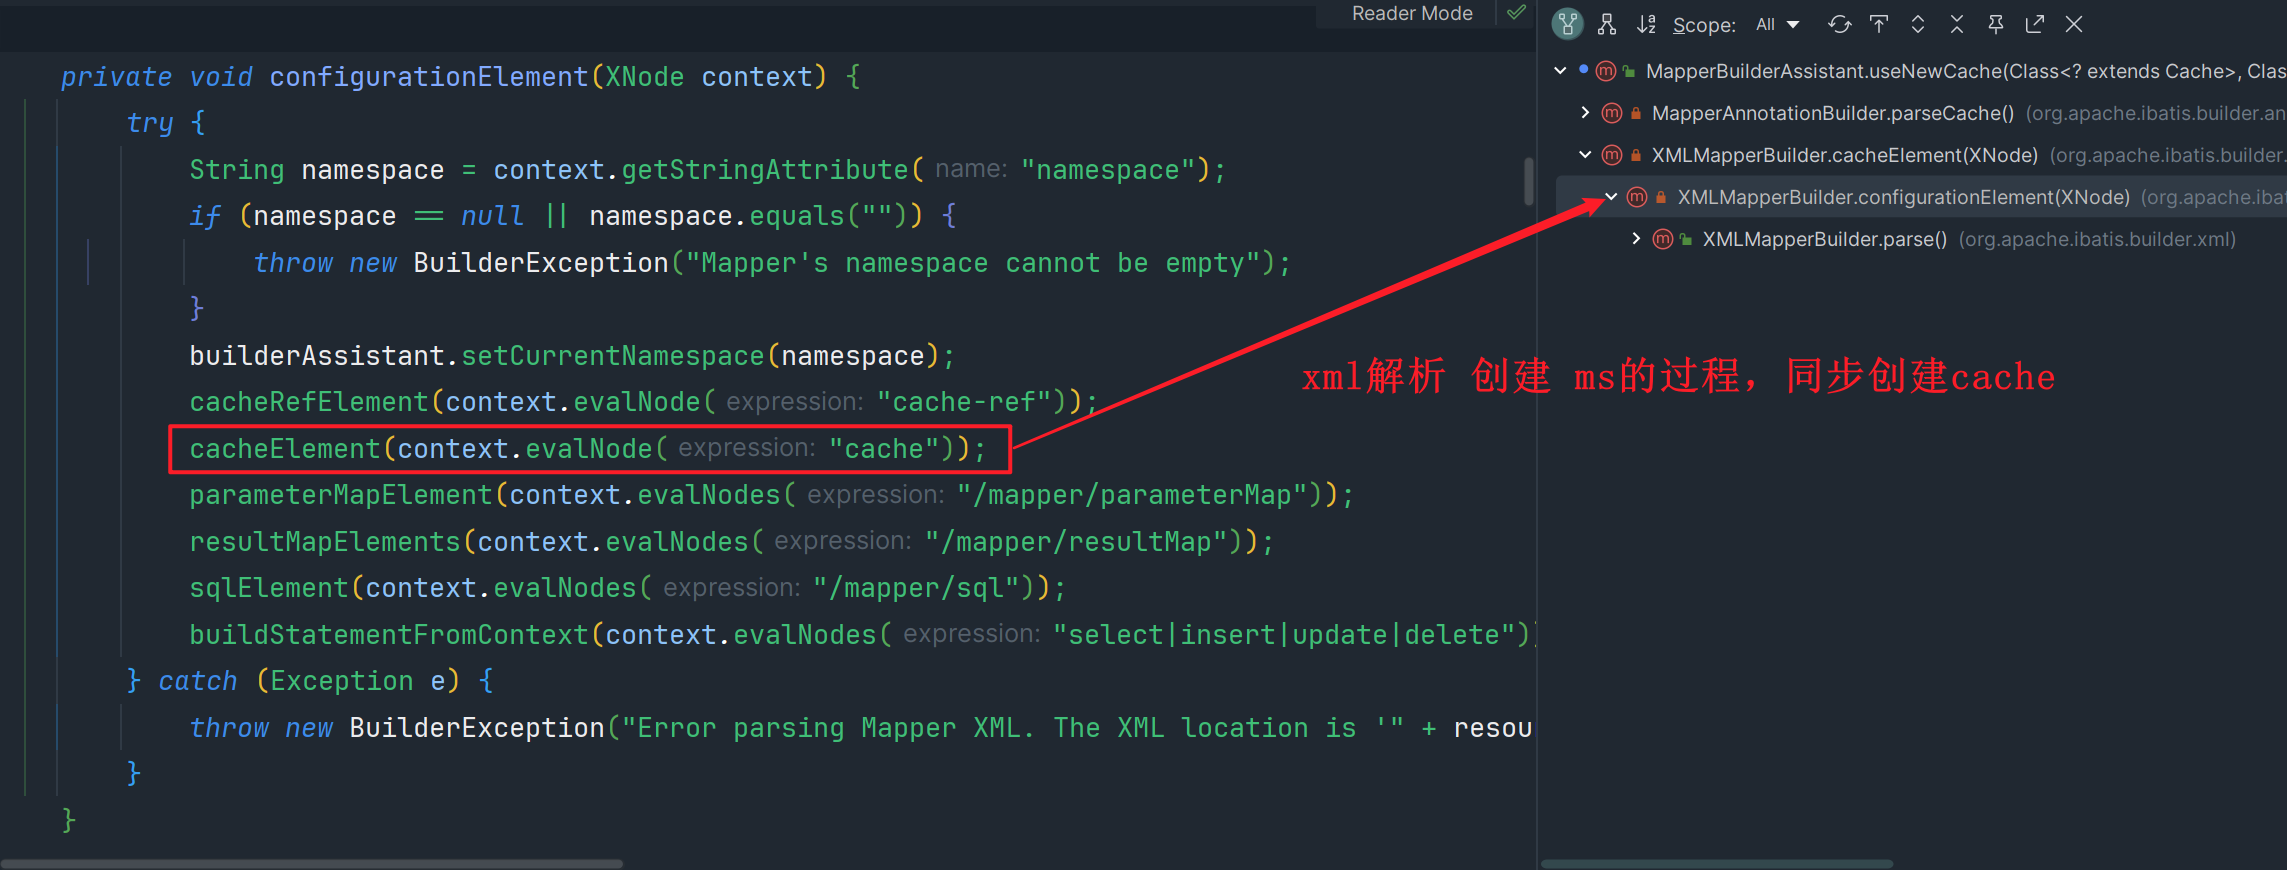 Reader Mode
private void configurationElement(XNode context) {
try {
String namespace = context.getStringAttribute( name: "namespace");
if (namespace == null || namespace.equals("")) {
throw new BuilderException("Mapper's namespace cannot be empty");
}
builderAssistant.setCurrentNamespace(namespace);
cacheRefElement(context.evalNode( expression: "cache-ref"));
cacheElement(context.evalNode( expression: "cache"));
parameterMapElement(context.evalNodes( expression: "/mapper/parameterMap"));
resultMapElements(context.evalNodes( expression: "/mapper/resultMap"));
sqlElement(context.evalNodes( expression: "/mapper/sql"));
buildStatementFromContext(context.evalNodes( expression: "select|insert|update|delete"))
} catch (Exception e) {
throw new BuilderException("Error parsing Mapper XML. The XML location is '" + resou
}
}
Scope: All
MapperBuilderAssistant.useNewCache(Class<? extends Cache>, Clas
MapperAnnotationBuilder.parseCache() (org.apache.ibatis.builder.an
XMLMapperBuilder.cacheElement(XNode) (org.apache.ibatis.builder.
XMLMapperBuilder.configurationElement(XNode) (org.apache.ibat
XMLMapperBuilder.parse() (org.apache.ibatis.builder.xml)
xml解析 创建 ms的过程，同步创建cache